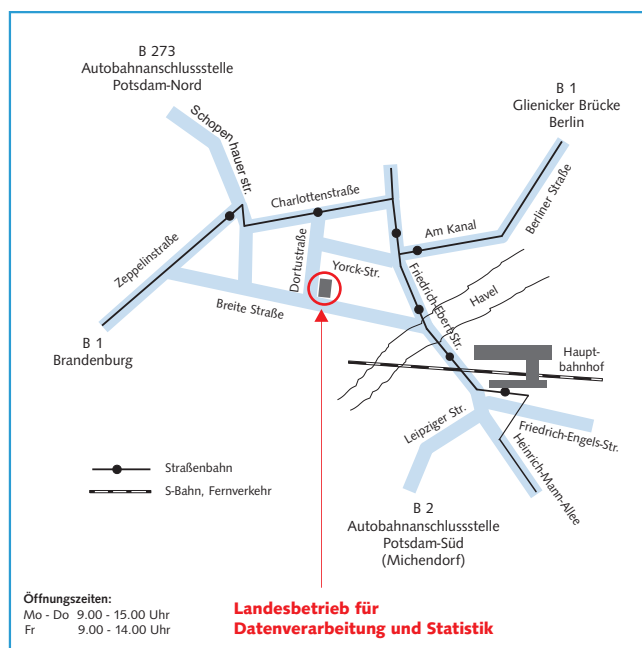 B 273
Autobahnanschlussstelle
Potsdam-Nord
B 1
Glienicker Brücke
Berlin
Schopen hauer str.
Charlottenstraße
Am Kanal
Berliner Straße
Zeppelinstraße
Dortustraße
Yorck-Str.
Friedrich-Ebert-Str.
Havel
Breite Straße
B 1
Brandenburg
Haupt-
bahnhof
Leipziger Str.
Friedrich-Engels-Str.
Heinrich-Mann-Allee
Straßenbahn
S-Bahn, Fernverkehr
B 2
Autobahnanschlussstelle
Potsdam-Süd
(Michendorf)
Öffnungszeiten:
Mo - Do 9.00 - 15.00 Uhr
Fr 9.00 - 14.00 Uhr
Landesbetrieb für
Datenverarbeitung und Statistik